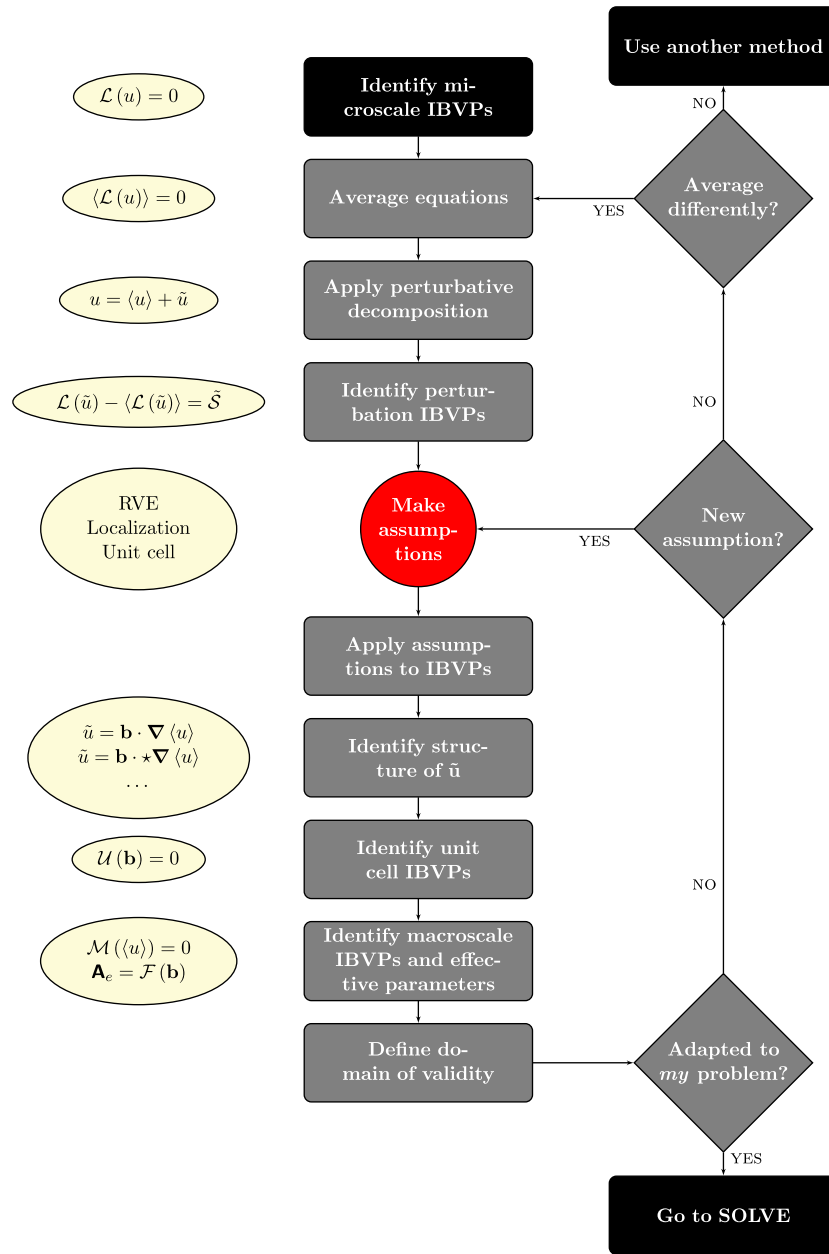 Use another method
𝓛 (u) = 0
Identify mi-
croscale IBVPs
NO
⟨𝓛 (u)⟩ = 0
Average equations
YES
Average
differently?
u = ⟨u⟩ + ũ
Apply perturbative
decomposition
𝓛 (ũ) − ⟨𝓛 (ũ)⟩ = 𝓢̃
Identify pertur-
bation IBVPs
NO
RVE
Localization
Unit cell
Make
assump-
tions
YES
New
assumption?
Apply assump-
tions to IBVPs
ũ = b · ∇ ⟨u⟩
ũ = b · ⋆∇ ⟨u⟩
...
Identify struc-
ture of ũ
𝓤 (b) = 0
Identify unit
cell IBVPs
NO
𝓜 (⟨u⟩) = 0
Aₑ = 𝓕 (b)
Identify macroscale
IBVPs and effec-
tive parameters
Define do-
main of validity
Adapted to
my problem?
YES
Go to SOLVE